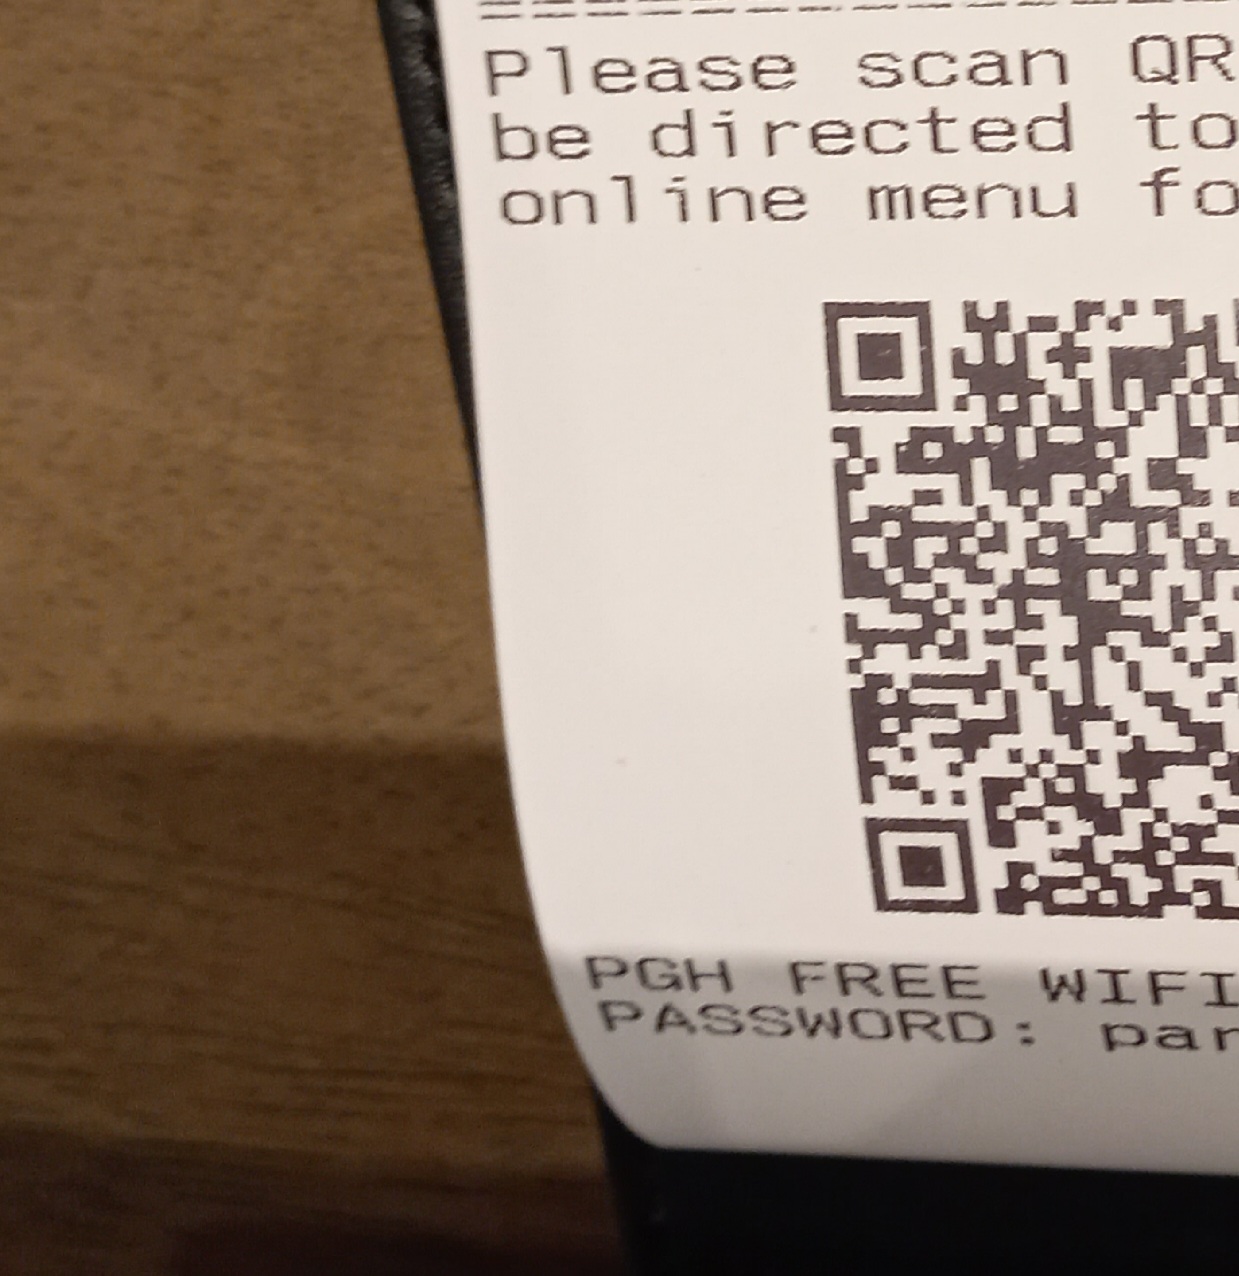 Please scan QR
be directed to
online menu fo
PGH FREE WIFI
PASSWORD: par